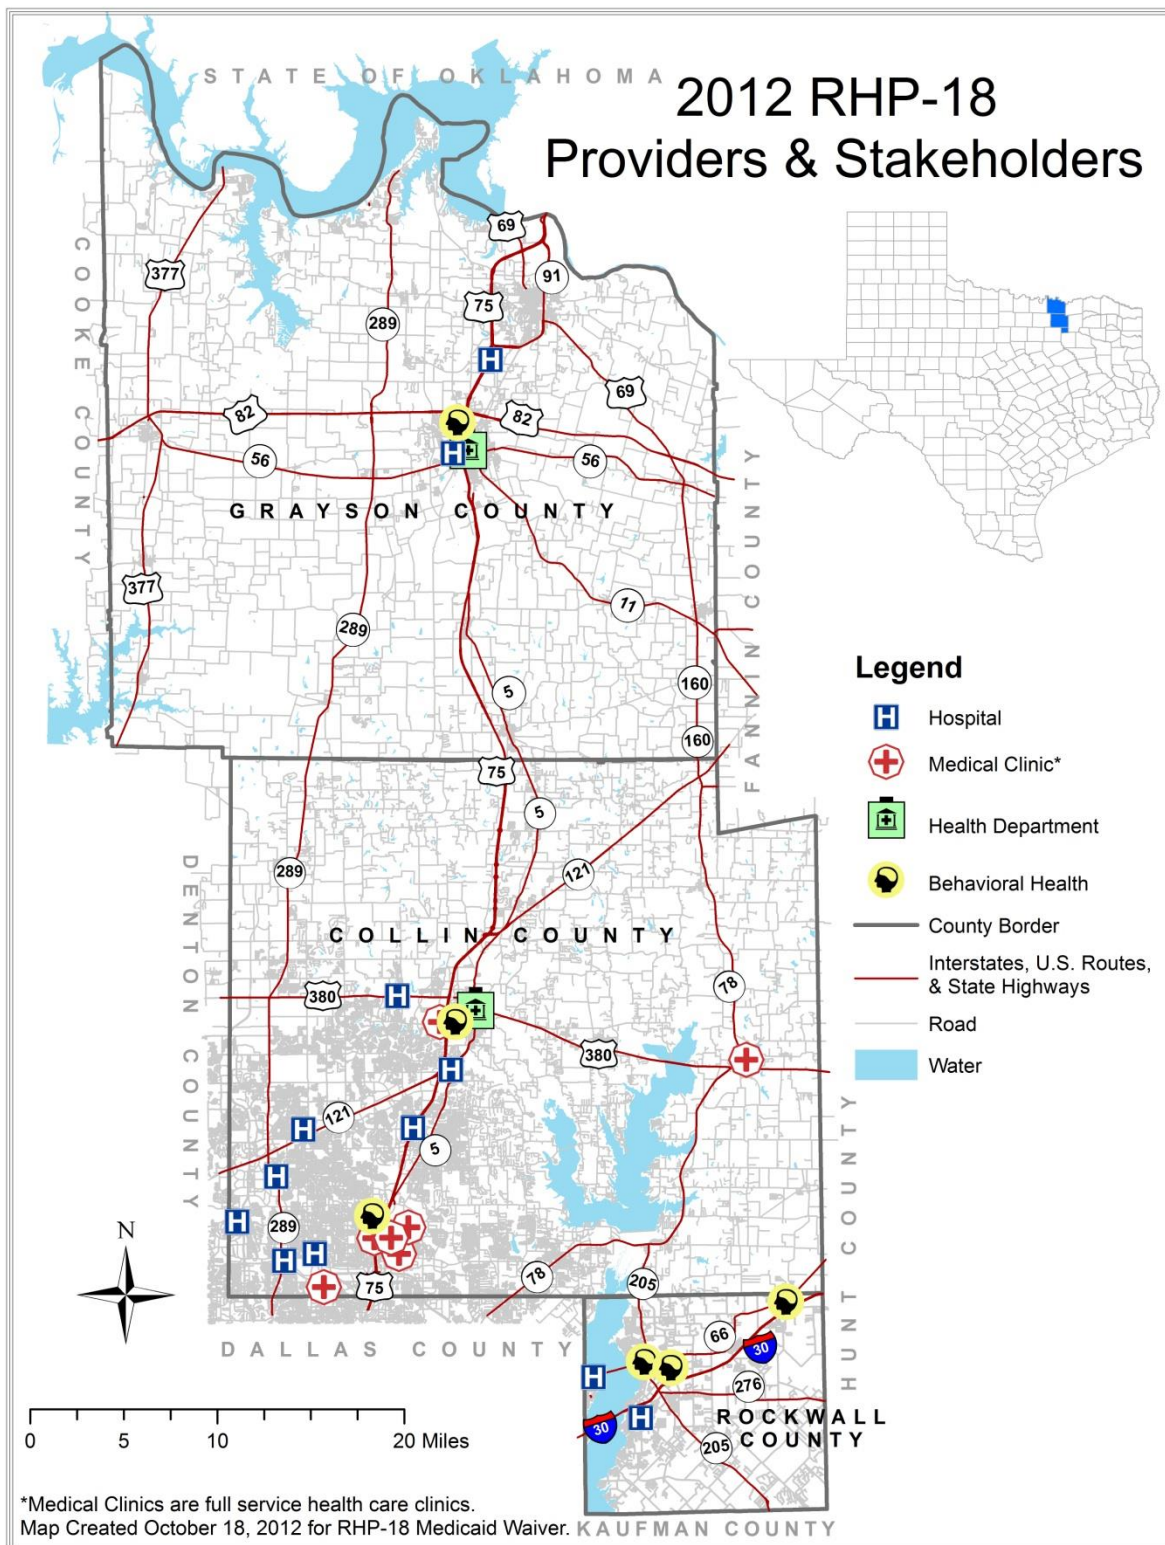 STATE OF OKLAHOMA
2012 RHP-18
Providers & Stakeholders
COOKE COUNTY
69
377
91
75
289
H
69
82
82
H
56
56
GRAYSON COUNTY
FANNIN COUNTY
377
11
289
5
160
160
75
5
Legend
H Hospital
Medical Clinic*
Health Department
Behavioral Health
County Border
Interstates, U.S. Routes,
& State Highways
Road
Water
DENTON COUNTY
289
121
COLLIN COUNTY
78
380
H
380
H
121
H
H
5
H
H
289
H
H
75
78
205
HUNT COUNTY
N
DALLAS COUNTY
66
30
H
276
H
30
ROCKWALL
COUNTY
205
0 5 10 20 Miles
*Medical Clinics are full service health care clinics.
Map Created October 18, 2012 for RHP-18 Medicaid Waiver.
KAUFMAN COUNTY